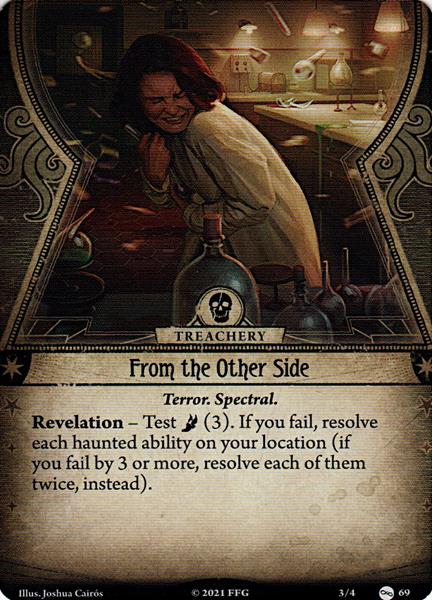 TREACHERY
From the Other Side
Terror. Spectral.
Revelation – Test (3). If you fail, resolve
each haunted ability on your location (if
you fail by 3 or more, resolve each of them
twice, instead).
Illus. Joshua Cairós © 2021 FFG 3/4 69